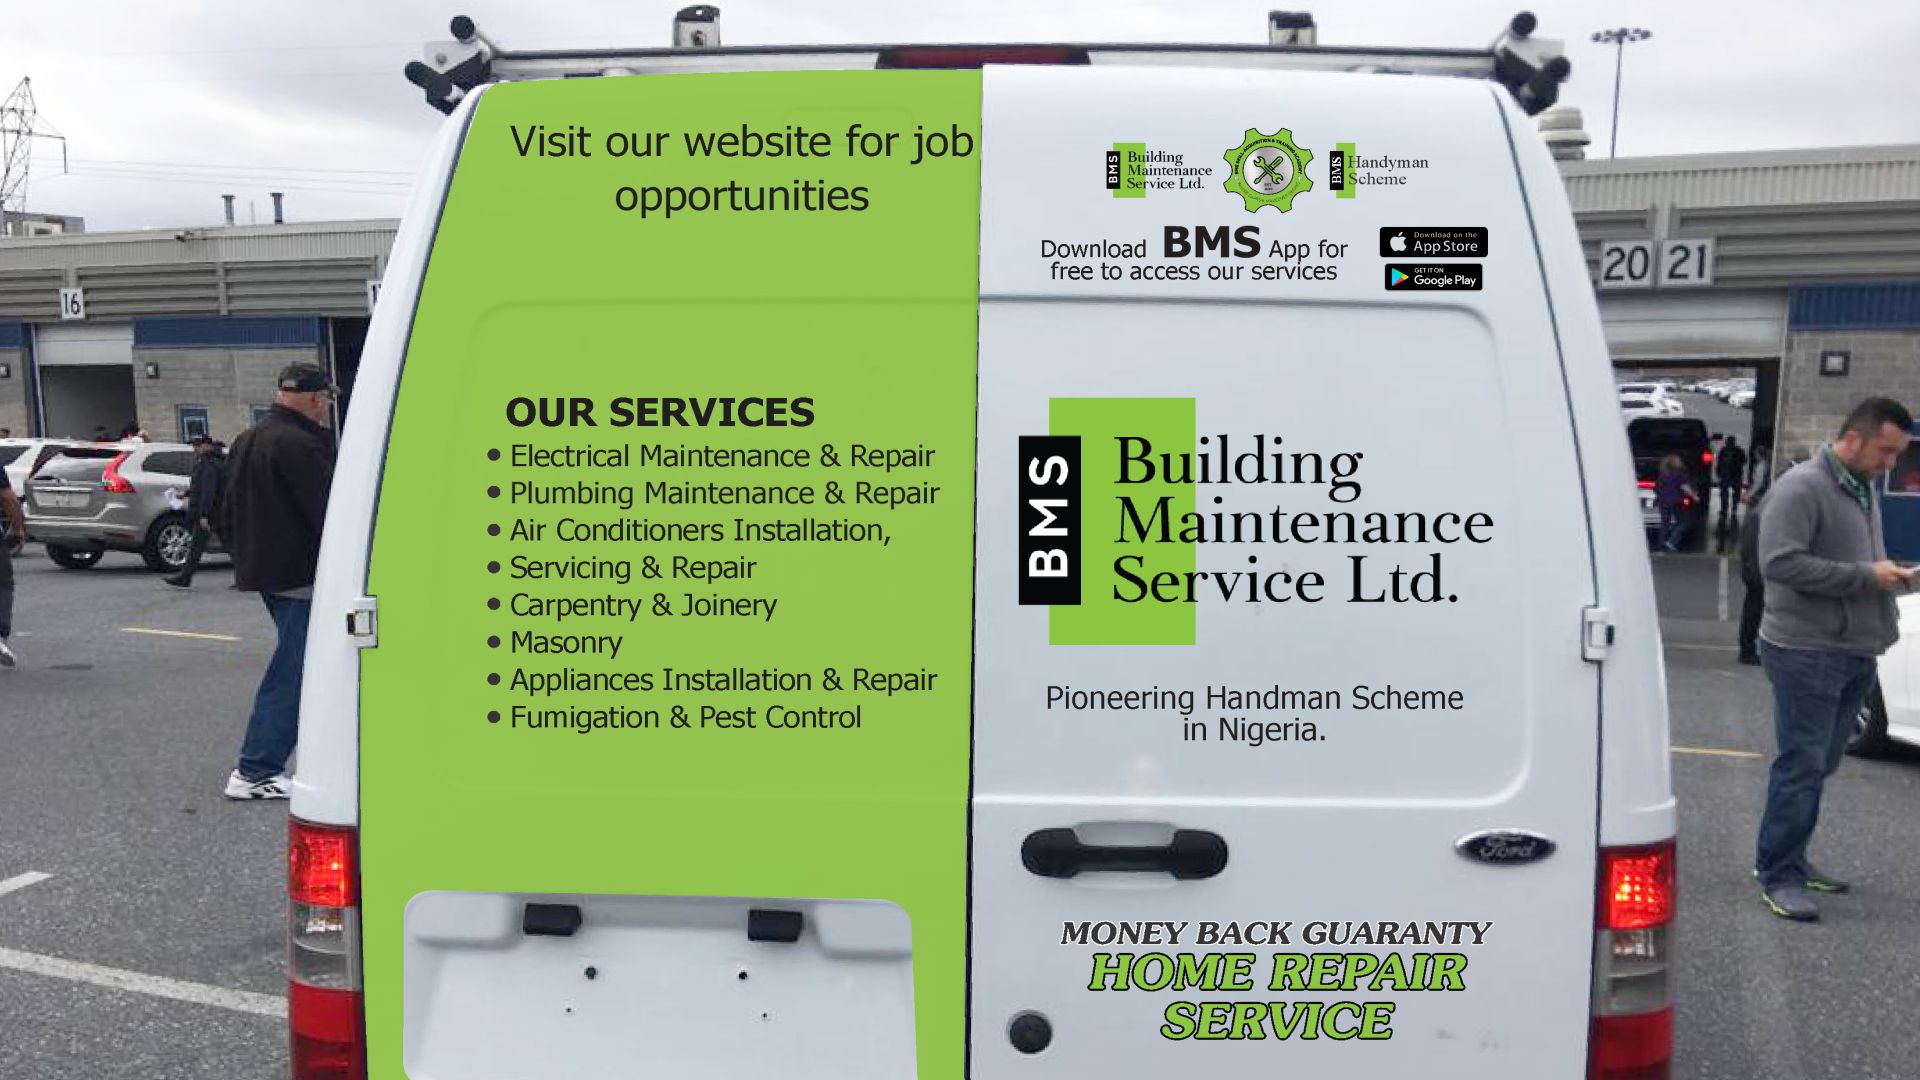 Visit our website for job
opportunities
OUR SERVICES
• Electrical Maintenance & Repair
• Plumbing Maintenance & Repair
• Air Conditioners Installation,
• Servicing & Repair
• Carpentry & Joinery
• Masonry
• Appliances Installation & Repair
• Fumigation & Pest Control
BMS
Building
Maintenance
Service Ltd.
BMS
Handyman
Scheme
Download BMS App for
free to access our services
Download on the
App Store
GET IT ON
Google Play
BMS
Building
Maintenance
Service Ltd.
Pioneering Handman Scheme
in Nigeria.
Ford
MONEY BACK GUARANTY
HOME REPAIR
SERVICE
16
20
21